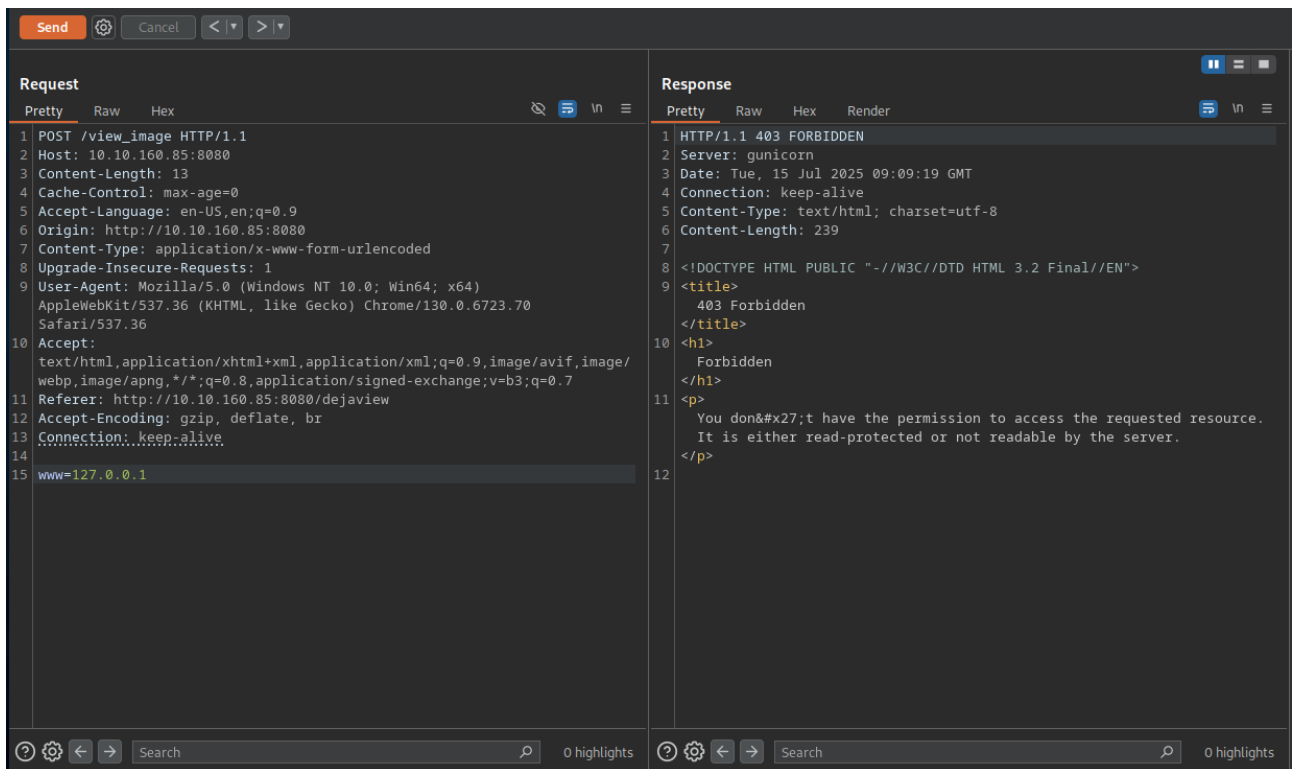 Send Cancel < > 
Request
Pretty Raw Hex \n
1 POST /view_image HTTP/1.1
2 Host: 10.10.160.85:8080
3 Content-Length: 13
4 Cache-Control: max-age=0
5 Accept-Language: en-US,en;q=0.9
6 Origin: http://10.10.160.85:8080
7 Content-Type: application/x-www-form-urlencoded
8 Upgrade-Insecure-Requests: 1
9 User-Agent: Mozilla/5.0 (Windows NT 10.0; Win64; x64)
AppleWebKit/537.36 (KHTML, like Gecko) Chrome/130.0.6723.70
Safari/537.36
10 Accept:
text/html,application/xhtml+xml,application/xml;q=0.9,image/avif,image/
webp,image/apng,*/*;q=0.8,application/signed-exchange;v=b3;q=0.7
11 Referer: http://10.10.160.85:8080/dejaview
12 Accept-Encoding: gzip, deflate, br
13 Connection: keep-alive
14
15 www=127.0.0.1
Search 0 highlights
Response
Pretty Raw Hex Render \n
1 HTTP/1.1 403 FORBIDDEN
2 Server: gunicorn
3 Date: Tue, 15 Jul 2025 09:09:19 GMT
4 Connection: keep-alive
5 Content-Type: text/html; charset=utf-8
6 Content-Length: 239
7
8 <!DOCTYPE HTML PUBLIC "-//W3C//DTD HTML 3.2 Final//EN">
9 <title>
403 Forbidden
</title>
10 <h1>
Forbidden
</h1>
11 <p>
You don&#x27;t have the permission to access the requested resource.
It is either read-protected or not readable by the server.
</p>
12
Search 0 highlights